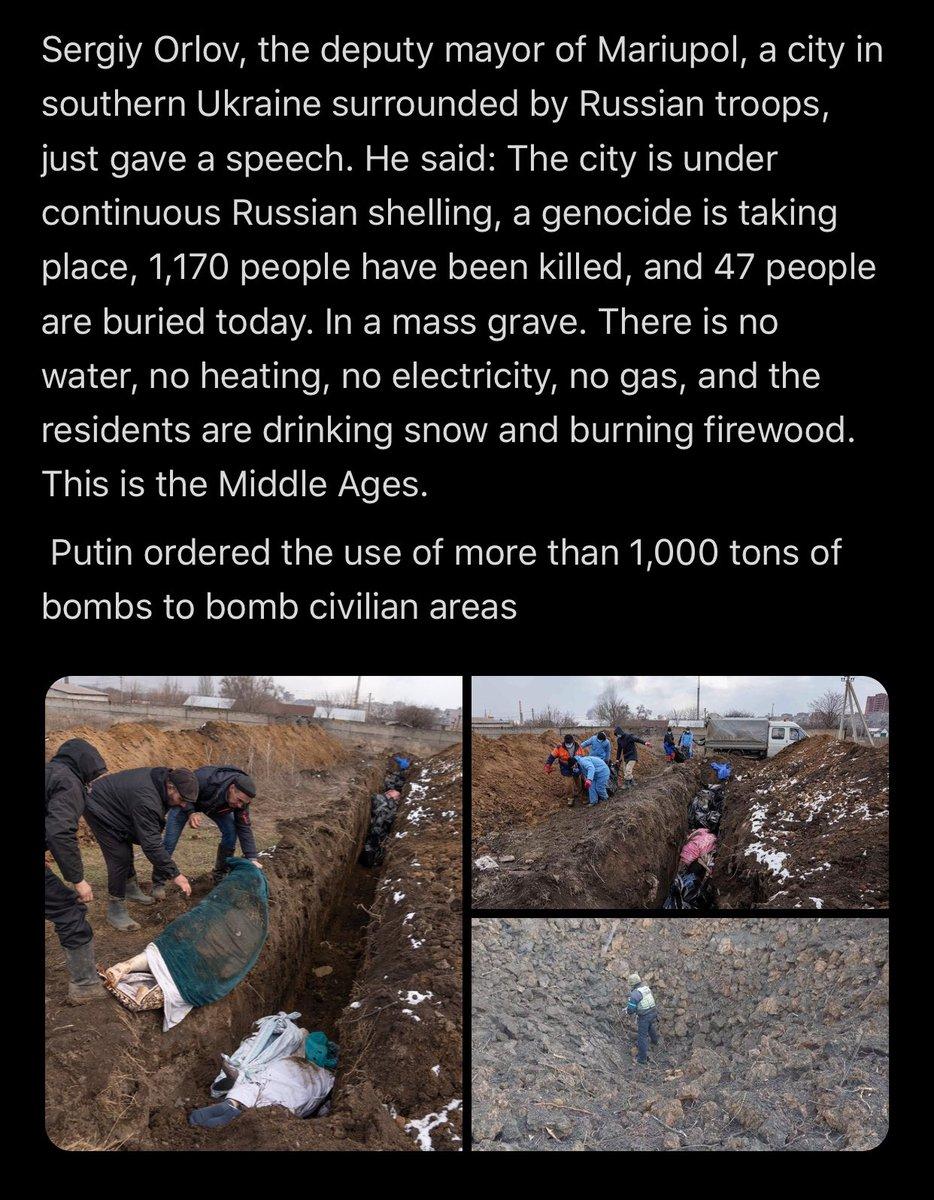 Sergiy Orlov, the deputy mayor of Mariupol, a city in
southern Ukraine surrounded by Russian troops,
just gave a speech. He said: The city is under
continuous Russian shelling, a genocide is taking
place, 1,170 people have been killed, and 47 people
are buried today. In a mass grave. There is no
water, no heating, no electricity, no gas, and the
residents are drinking snow and burning firewood.
This is the Middle Ages.
Putin ordered the use of more than 1,000 tons of
bombs to bomb civilian areas